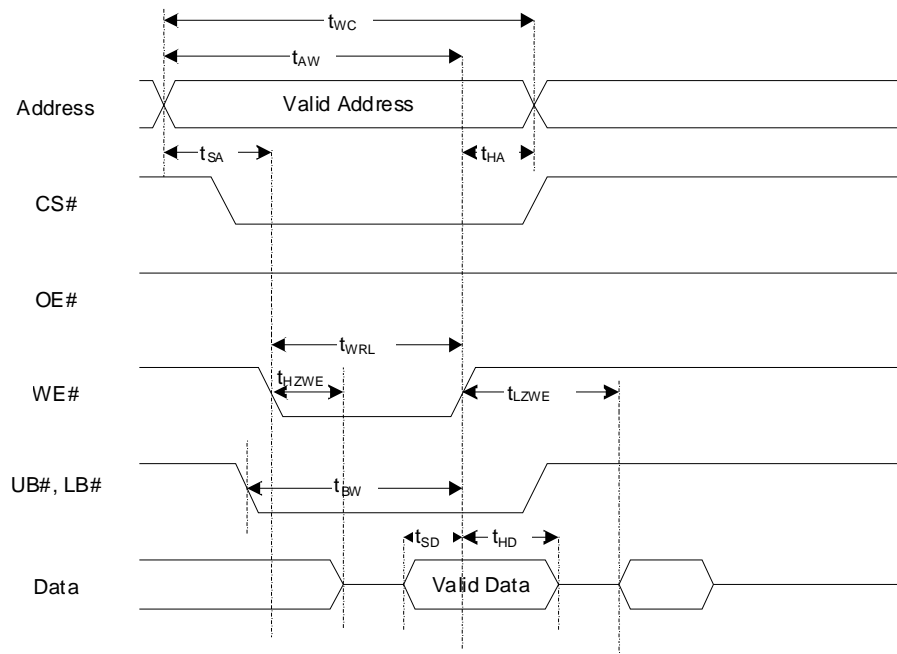 tWC
tAW
Address
Valid Address
tSA
tHA
CS#
OE#
tWRL
WE#
tHZWE
tLZWE
UB#, LB#
tBW
tSD
tHD
Data
Valid Data